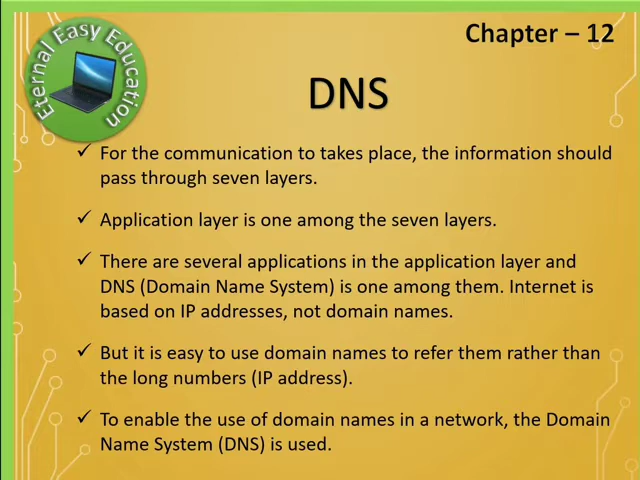 Chapter – 12
Eternal Easy Education
DNS
✓ For the communication to takes place, the information should
pass through seven layers.
✓ Application layer is one among the seven layers.
✓ There are several applications in the application layer and
DNS (Domain Name System) is one among them. Internet is
based on IP addresses, not domain names.
✓ But it is easy to use domain names to refer them rather than
the long numbers (IP address).
✓ To enable the use of domain names in a network, the Domain
Name System (DNS) is used.